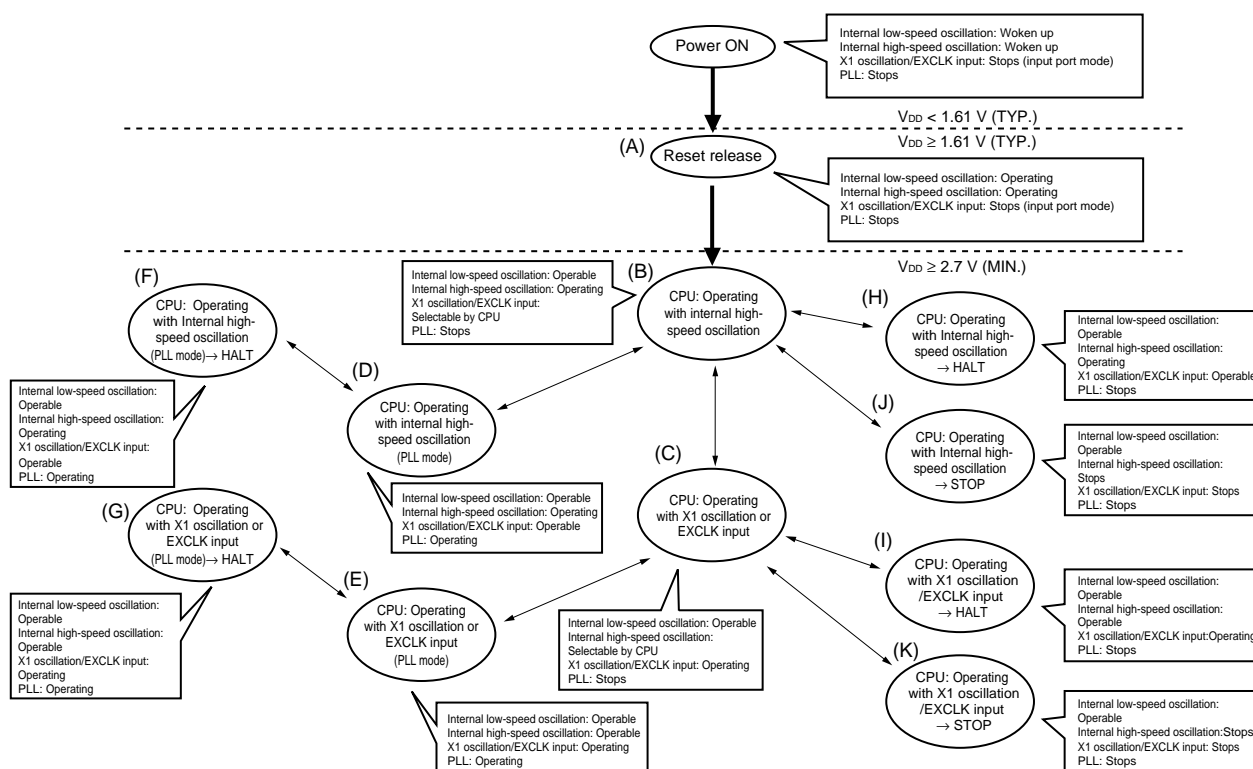 Power ON
Internal low-speed oscillation: Woken up
Internal high-speed oscillation: Woken up
X1 oscillation/EXCLK input: Stops (input port mode)
PLL: Stops
VDD < 1.61 V (TYP.)
VDD ≥ 1.61 V (TYP.)
(A)
Reset release
Internal low-speed oscillation: Operating
Internal high-speed oscillation: Operating
X1 oscillation/EXCLK input: Stops (input port mode)
PLL: Stops
VDD ≥ 2.7 V (MIN.)
(B)
CPU: Operating
with internal high-
speed oscillation
Internal low-speed oscillation: Operable
Internal high-speed oscillation: Operating
X1 oscillation/EXCLK input:
Selectable by CPU
PLL: Stops
(F)
CPU: Operating
with Internal high-
speed oscillation
(PLL mode)→ HALT
Internal low-speed oscillation:
Operable
Internal high-speed oscillation:
Operating
X1 oscillation/EXCLK input:
Operable
PLL: Operating
(D)
CPU: Operating
with internal high-
speed oscillation
(PLL mode)
Internal low-speed oscillation: Operable
Internal high-speed oscillation: Operating
X1 oscillation/EXCLK input: Operable
PLL: Operating
(H)
CPU: Operating
with Internal high-
speed oscillation
→ HALT
Internal low-speed oscillation:
Operable
Internal high-speed oscillation:
Operating
X1 oscillation/EXCLK input: Operable
PLL: Stops
(J)
CPU: Operating
with Internal high-
speed oscillation
→ STOP
Internal low-speed oscillation:
Operable
Internal high-speed oscillation:
Stops
X1 oscillation/EXCLK input: Stops
PLL: Stops
(C)
CPU: Operating
with X1 oscillation or
EXCLK input
Internal low-speed oscillation: Operable
Internal high-speed oscillation:
Selectable by CPU
X1 oscillation/EXCLK input: Operating
PLL: Stops
(G)
CPU: Operating
with X1 oscillation or
EXCLK input
(PLL mode)→ HALT
Internal low-speed oscillation:
Operable
Internal high-speed oscillation:
Operable
X1 oscillation/EXCLK input:
Operating
PLL: Operating
(E)
CPU: Operating
with X1 oscillation or
EXCLK input
(PLL mode)
Internal low-speed oscillation: Operable
Internal high-speed oscillation: Operable
X1 oscillation/EXCLK input: Operating
PLL: Operating
(I)
CPU: Operating
with X1 oscillation
/EXCLK input
→ HALT
Internal low-speed oscillation:
Operable
Internal high-speed oscillation:
Operable
X1 oscillation/EXCLK input:Operating
PLL: Stops
(K)
CPU: Operating
with X1 oscillation
/EXCLK input
→ STOP
Internal low-speed oscillation:
Operable
Internal high-speed oscillation:Stops
X1 oscillation/EXCLK input: Stops
PLL: Stops